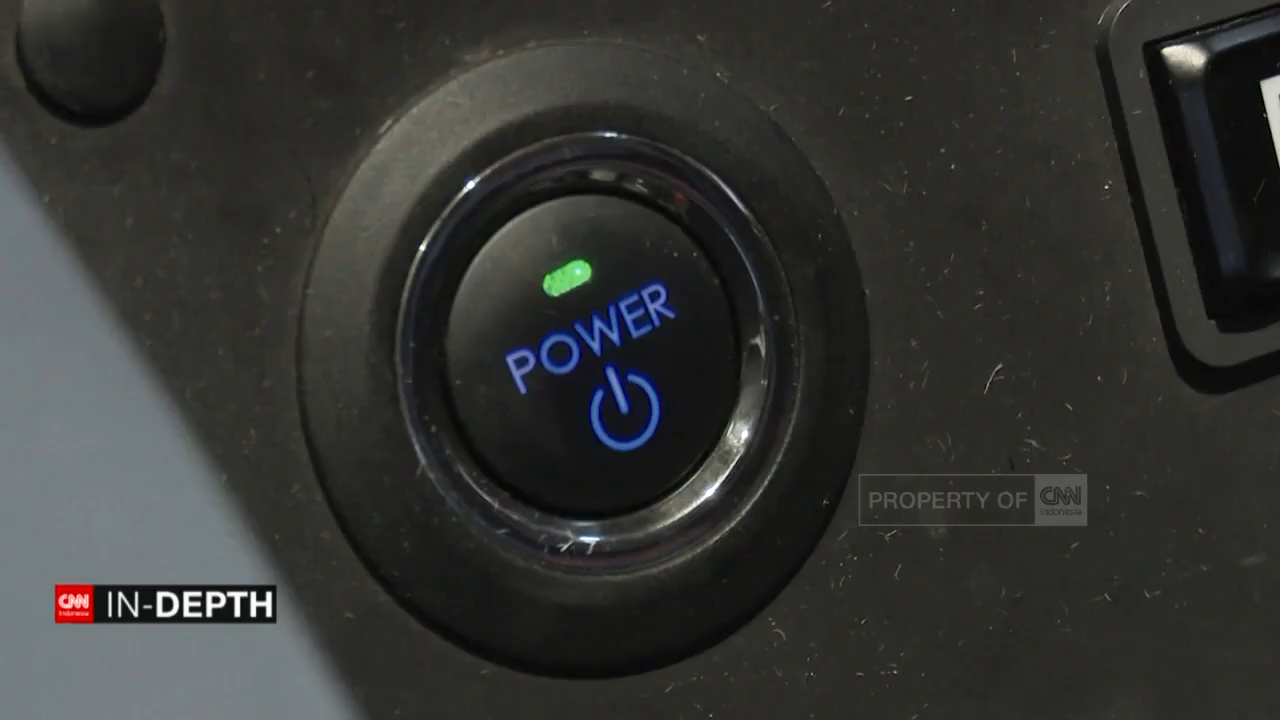 POWER
PROPERTY OF CNN
Indonesia
CNN IN-DEPTH
Indonesia